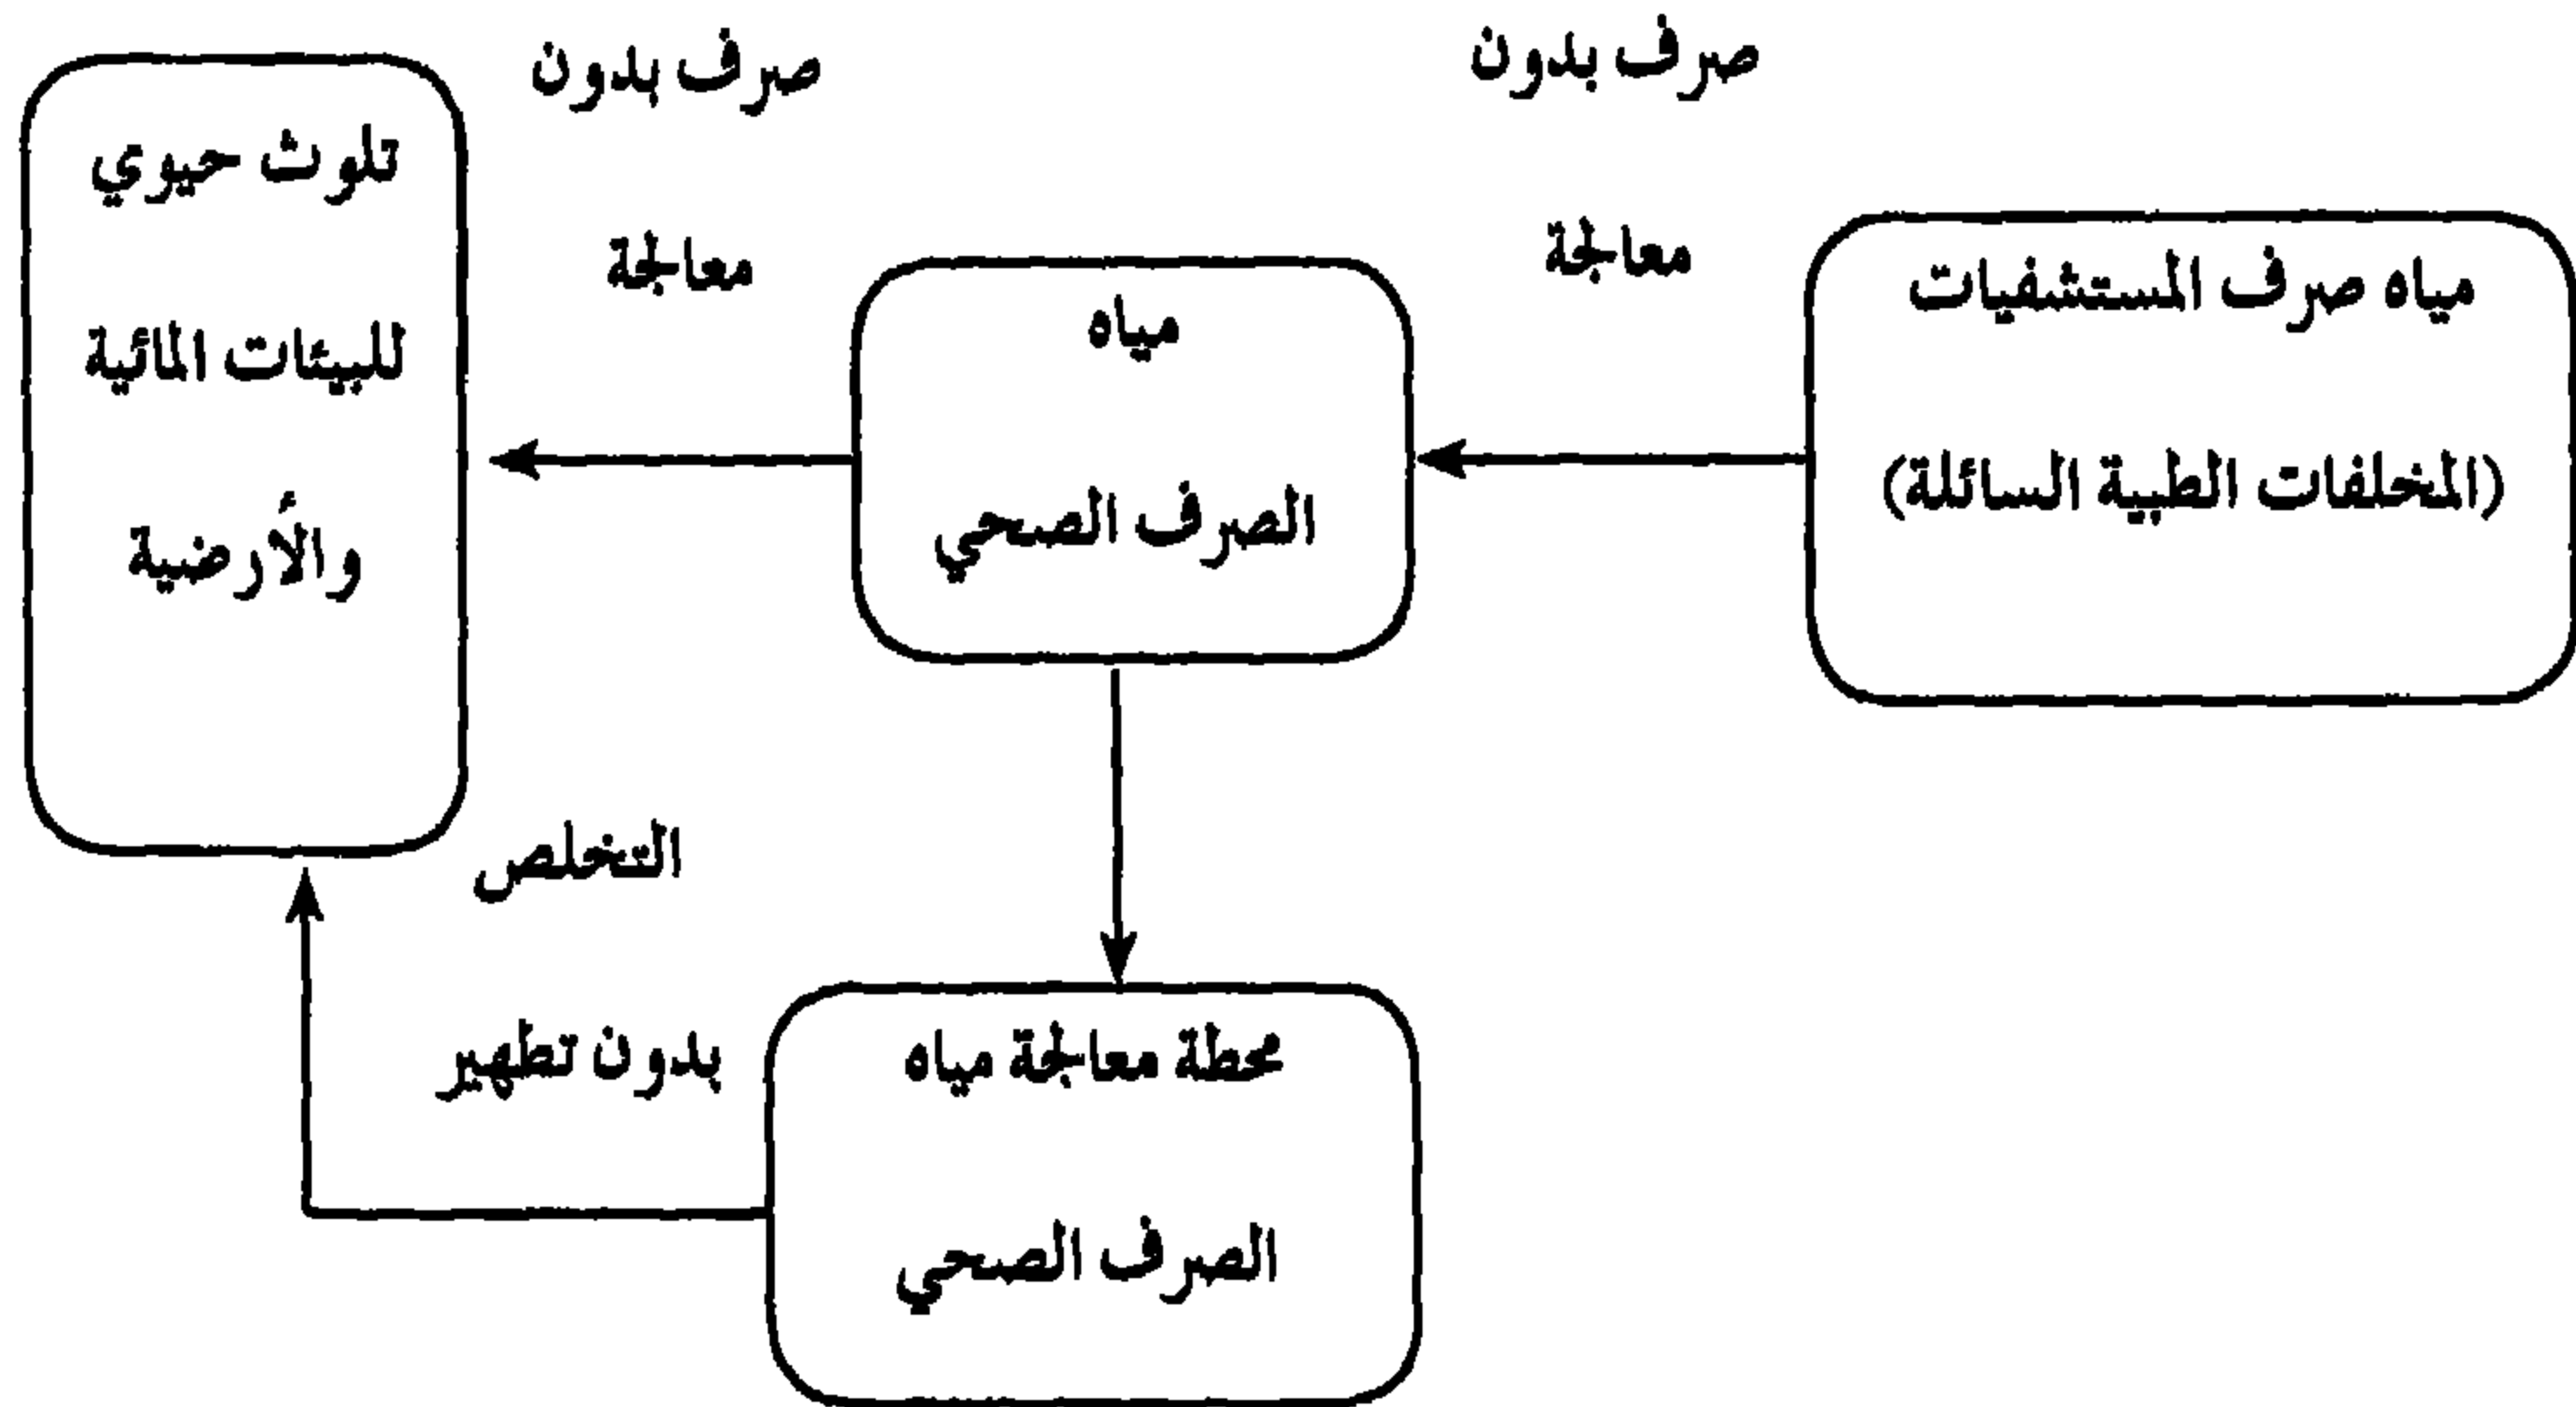 مياه صرف المستشفيات
(المخلفات الطبية السائلة)
صرف بدون
معالجة
مياه
الصرف الصحي
صرف بدون
معالجة
تلوث حيوي
للبيئات المائية
والأرضية
محطة معالجة مياه
الصرف الصحي
التخلص
بدون تطهير